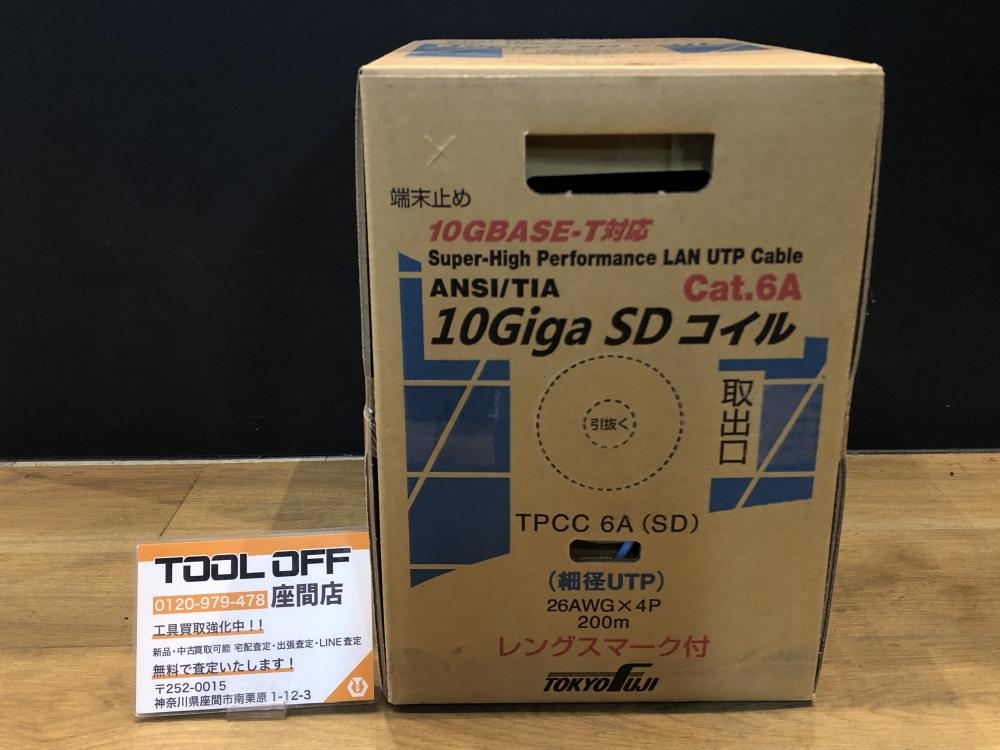 端末止め
10GBASE-T対応
Super-High Performance LAN UTP Cable
ANSI/TIA Cat.6A
10Giga SD コイル
引抜く
取出口
TPCC 6A (SD)
(細径UTP)
26AWG×4P
200m
レングスマーク付
TOKYO FUJI
TOOL OFF
0120-979-478 座間店
工具買取強化中!!
新品・中古買取可能 宅配査定・出張査定・LINE査定
無料で査定いたします!
〒252-0015
神奈川県座間市南栗原1-12-3